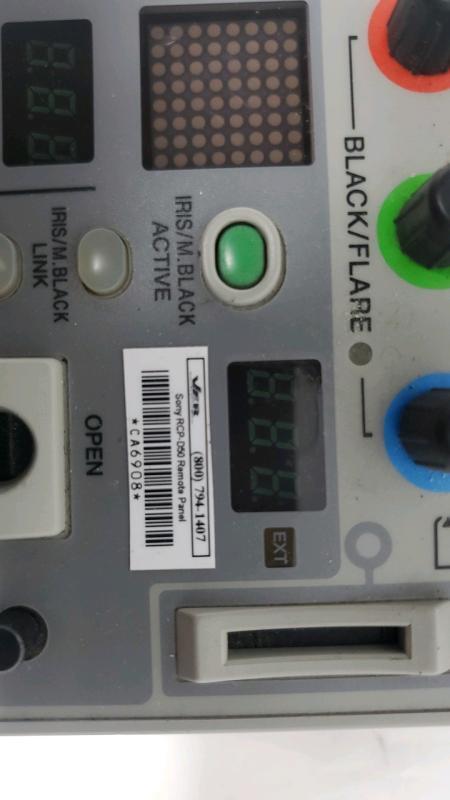 IRIS/M.BLACK
LINK
IRIS/M.BLACK
ACTIVE
BLACK/FLARE
OPEN
VER
(800) 794-1407
Sony RCP-D50 Remote Panel
*CA6908*
EXT